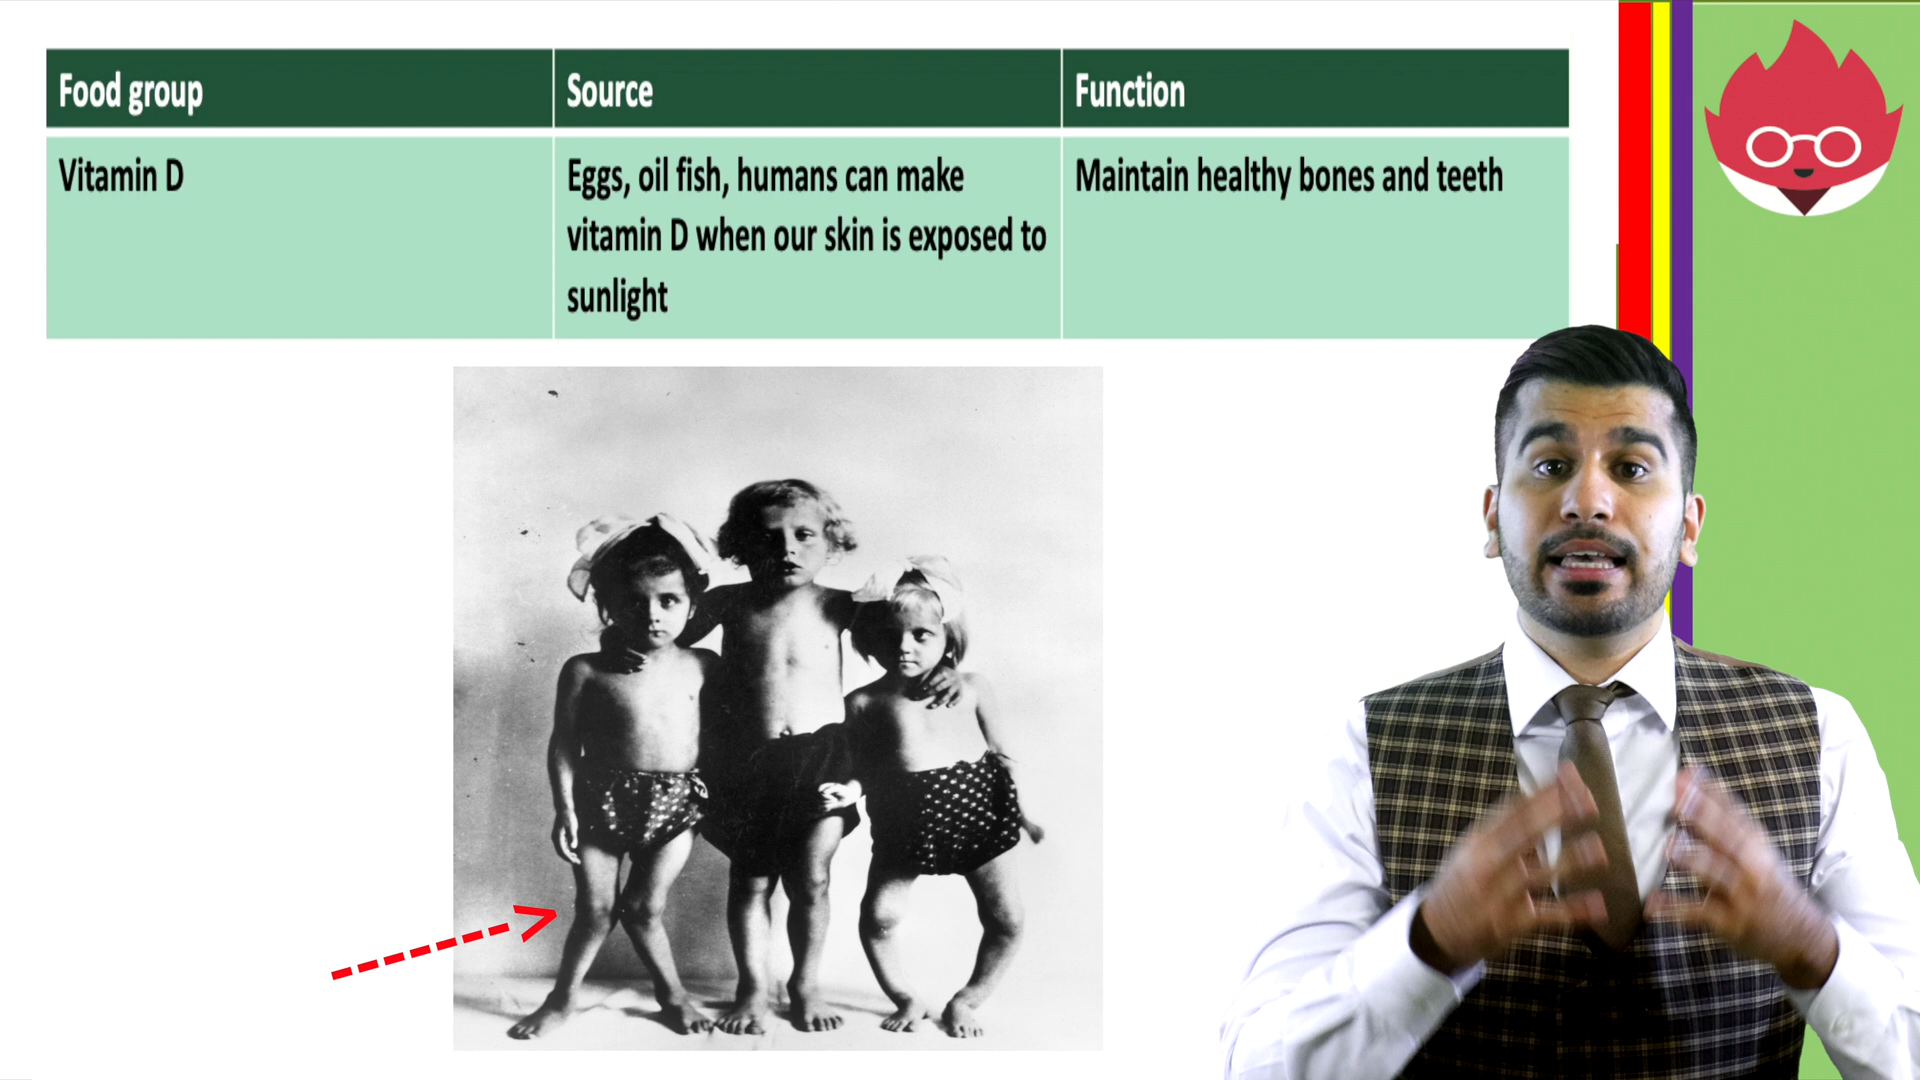 Food group
Source
Function
Vitamin D
Eggs, oil fish, humans can make
vitamin D when our skin is exposed to
sunlight
Maintain healthy bones and teeth